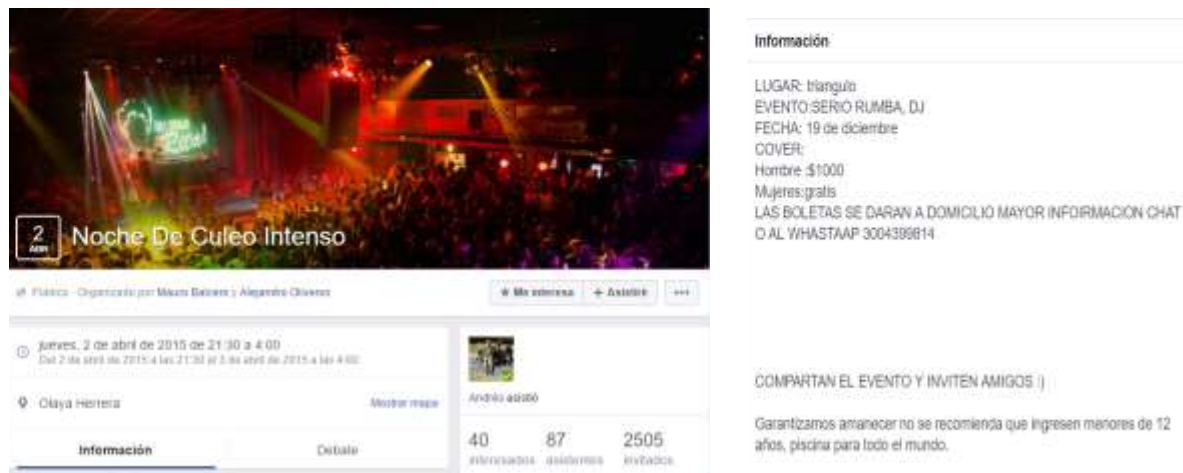 2
ABR
Noche De Culeo Intenso
Pública · Organizado por Mauro y Alejandro Oliveros
Me interesa
+ Asistiré
jueves, 2 de abril de 2015 de 21:30 a 4:00
Del 2 de abril de 2015 a las 21:30 al 3 de abril de 2015 a las 4:00
Olaya Herrera
Mostrar mapa
Andrés asistió
40 87 2505
interesados asistentes invitados
Información
Debate
Información
LUGAR: triangulo
EVENTO:SERIO RUMBA, DJ
FECHA: 19 de diciembre
COVER:
Hombre :$1000
Mujeres:gratis
LAS BOLETAS SE DARAN A DOMICILIO MAYOR INFOIRMACION CHAT
O AL WHASTAAP 3004399814
COMPARTAN EL EVENTO Y INVITEN AMIGOS :)
Garantizamos amanecer no se recomienda que ingresen menores de 12
años, piscina para todo el mundo.